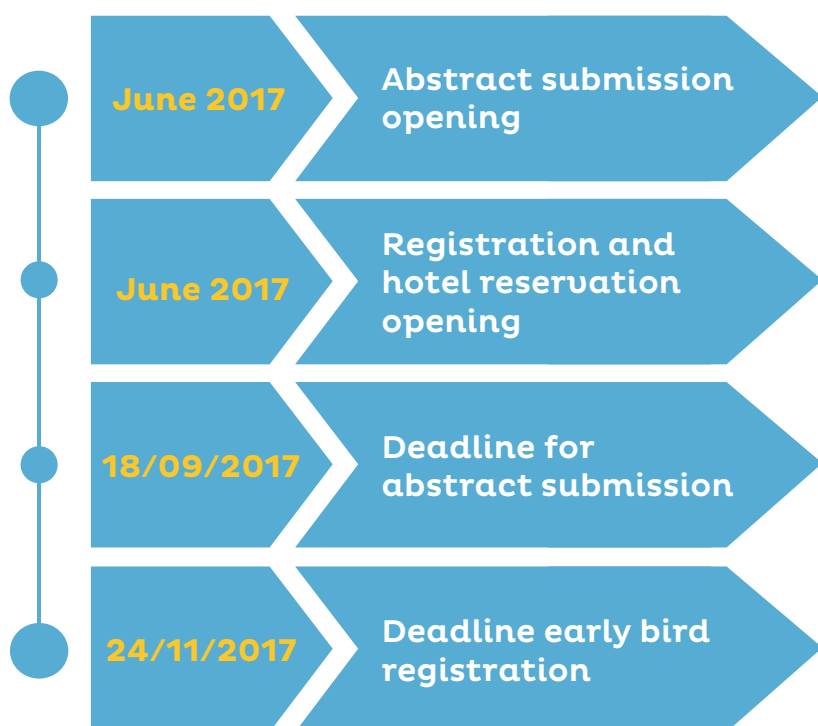 June 2017
Abstract submission
opening
June 2017
Registration and
hotel reservation
opening
18/09/2017
Deadline for
abstract submission
24/11/2017
Deadline early bird
registration